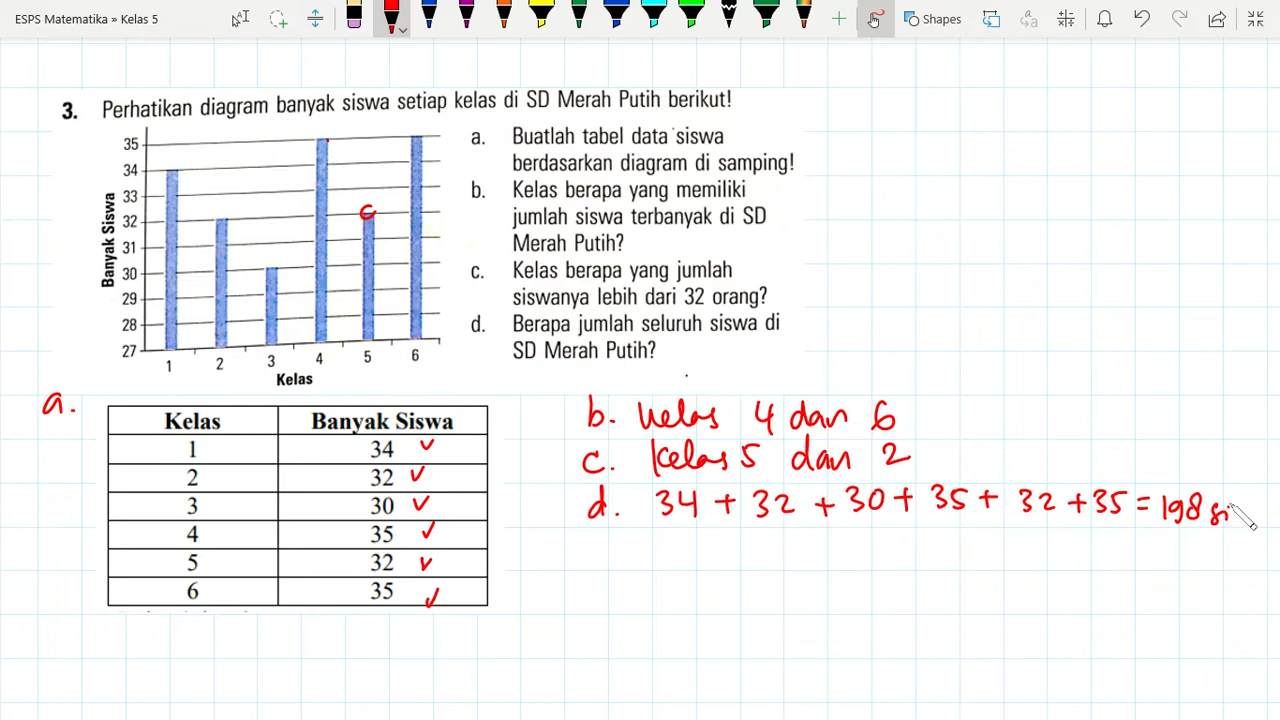 ESPS Matematika » Kelas 5
Shapes
3. Perhatikan diagram banyak siswa setiap kelas di SD Merah Putih berikut!
Banyak Siswa
35
34
33
32
31
30
29
28
27
1 2 3 4 5 6
Kelas
a. Buatlah tabel data siswa
berdasarkan diagram di samping!
b. Kelas berapa yang memiliki
jumlah siswa terbanyak di SD
Merah Putih?
c. Kelas berapa yang jumlah
siswanya lebih dari 32 orang?
d. Berapa jumlah seluruh siswa di
SD Merah Putih?
a.
Kelas Banyak Siswa
1 34
2 32
3 30
4 35
5 32
6 35
b. Kelas 4 dan 6
c. Kelas 5 dan 2
d. 34 + 32 + 30 + 35 + 32 + 35 = 198 si